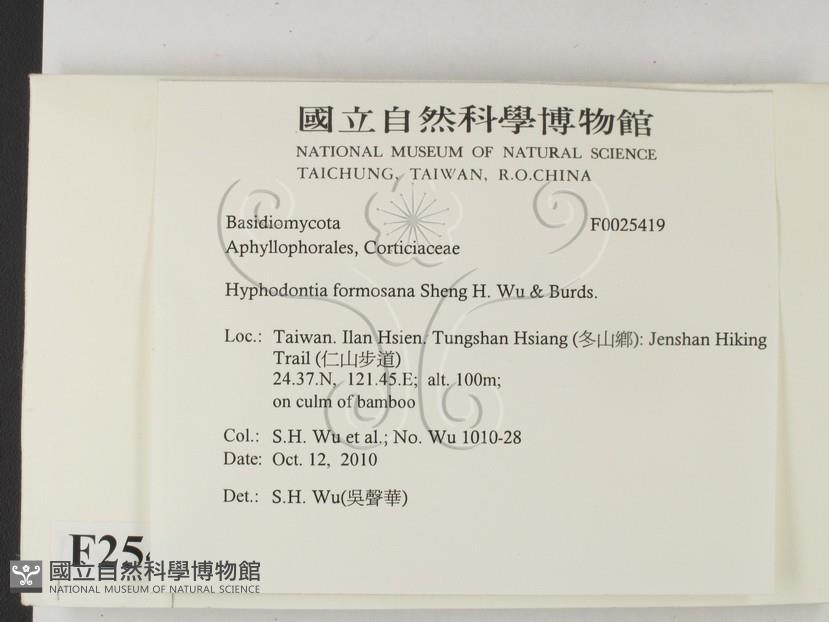 國立自然科學博物館
NATIONAL MUSEUM OF NATURAL SCIENCE
TAICHUNG, TAIWAN, R.O.CHINA
Basidiomycota F0025419
Aphyllophorales, Corticiaceae
Hyphodontia formosana Sheng H. Wu & Burds.
Loc.: Taiwan. Ilan Hsien. Tungshan Hsiang (冬山鄉): Jenshan Hiking
Trail (仁山步道)
24.37.N, 121.45.E; alt. 100m;
on culm of bamboo
Col.: S.H. Wu et al.; No. Wu 1010-28
Date: Oct. 12, 2010
Det.: S.H. Wu(吳聲華)
F25
國立自然科學博物館
NATIONAL MUSEUM OF NATURAL SCIENCE